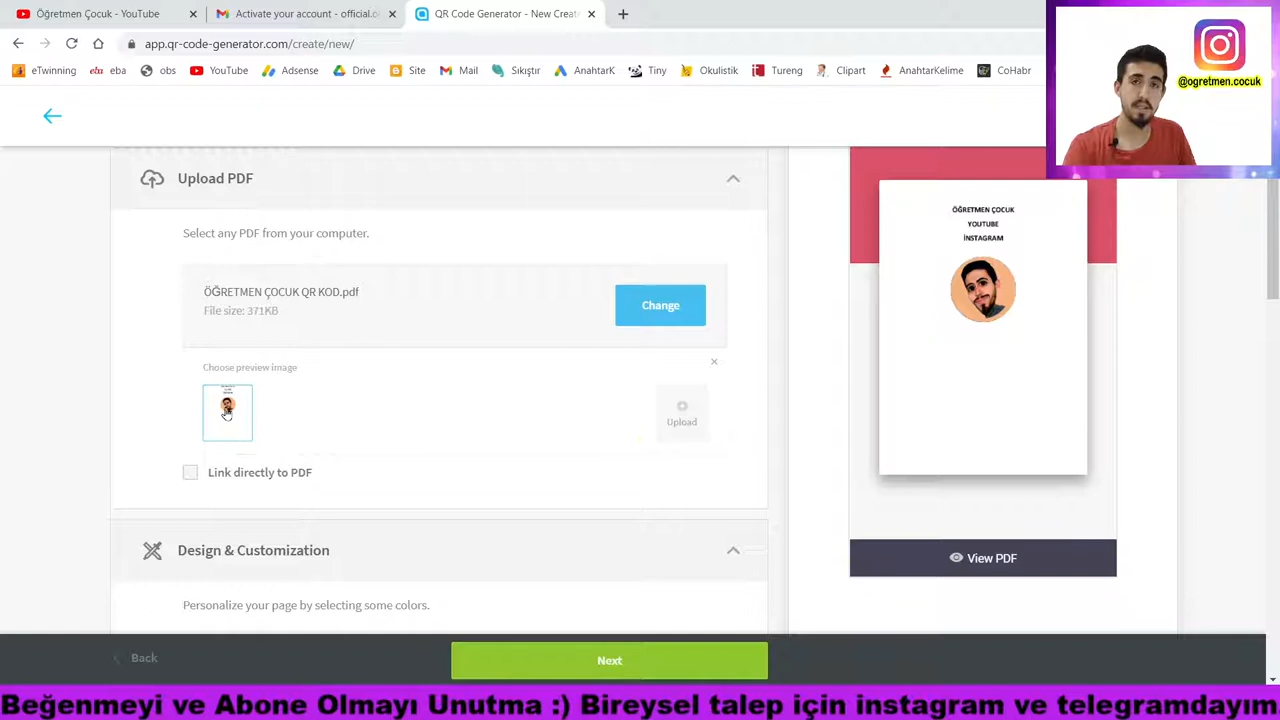 Öğretmen Çocuk - YouTube
Activate your account - official.o
QR Code Generator - New Create
app.qr-code-generator.com/create/new/
eTwinning
eba
obs
YouTube
Adsense
Drive
Site
Mail
Sıkıştır
AnahtarK
Tiny
Okulistik
Tureng
Clipart
AnahtarKelime
CoHabr
@ogretmen.cocuk
Upload PDF
Select any PDF from your computer.
ÖĞRETMEN ÇOCUK QR KOD.pdf
File size: 371KB
Change
Choose preview image
Upload
Link directly to PDF
Design & Customization
Personalize your page by selecting some colors.
ÖĞRETMEN ÇOCUK
YOUTUBE
İNSTAGRAM
View PDF
Back
Next
Beğenmeyi ve Abone Olmayı Unutma :) Bireysel talep için instagram ve telegramdayım